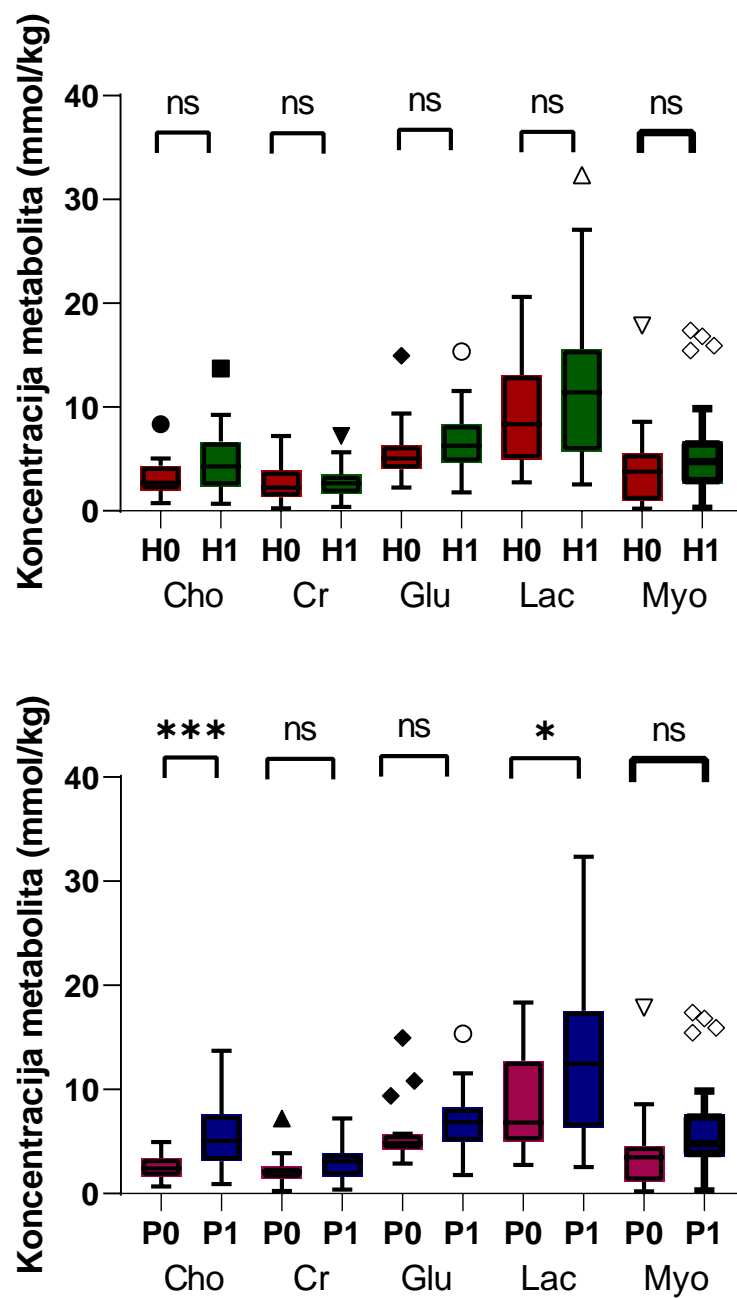 Koncentracija metabolita (mmol/kg)
40
30
20
10
0
ns ns ns ns ns
H0 H1 H0 H1 H0 H1 H0 H1 H0 H1
Cho Cr Glu Lac Myo
Koncentracija metabolita (mmol/kg)
40
30
20
10
0
*** ns ns * ns
P0 P1 P0 P1 P0 P1 P0 P1 P0 P1
Cho Cr Glu Lac Myo